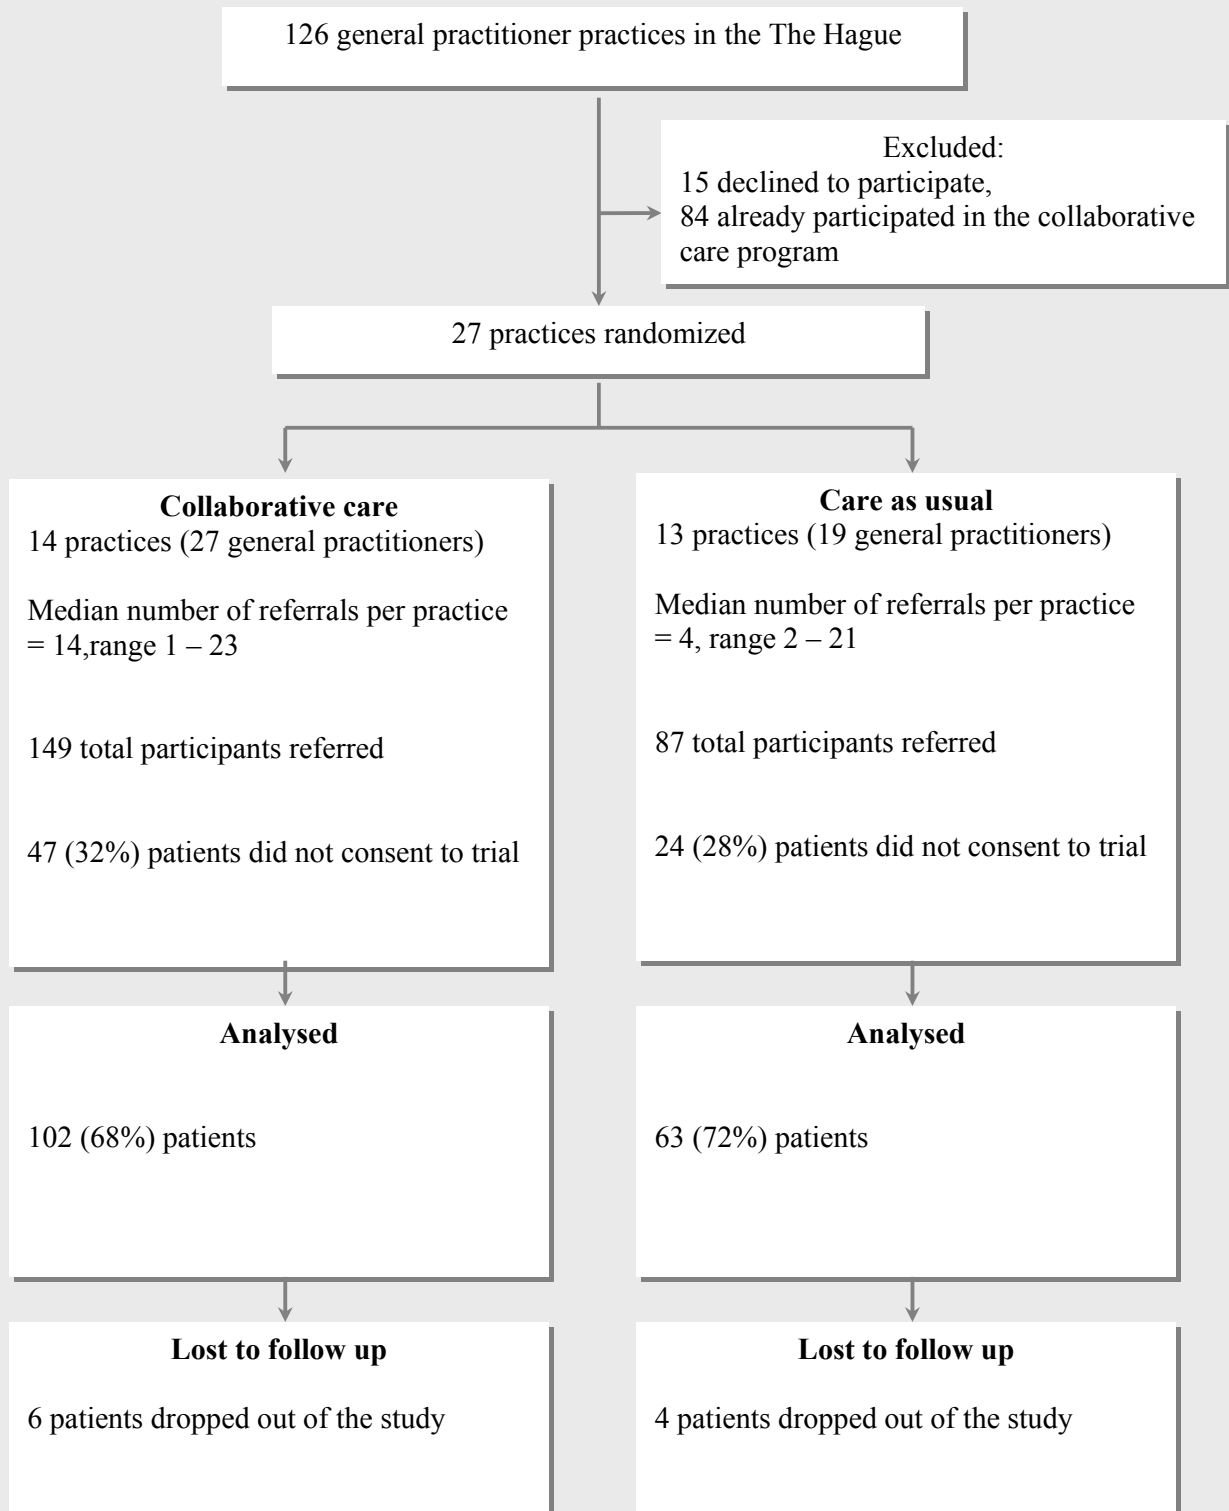 126 general practitioner practices in the The Hague
Excluded:
15 declined to participate,
84 already participated in the collaborative
care program
27 practices randomized
Collaborative care
14 practices (27 general practitioners)
Median number of referrals per practice
= 14,range 1 – 23
149 total participants referred
47 (32%) patients did not consent to trial
Care as usual
13 practices (19 general practitioners)
Median number of referrals per practice
= 4, range 2 – 21
87 total participants referred
24 (28%) patients did not consent to trial
Analysed
102 (68%) patients
Analysed
63 (72%) patients
Lost to follow up
6 patients dropped out of the study
Lost to follow up
4 patients dropped out of the study